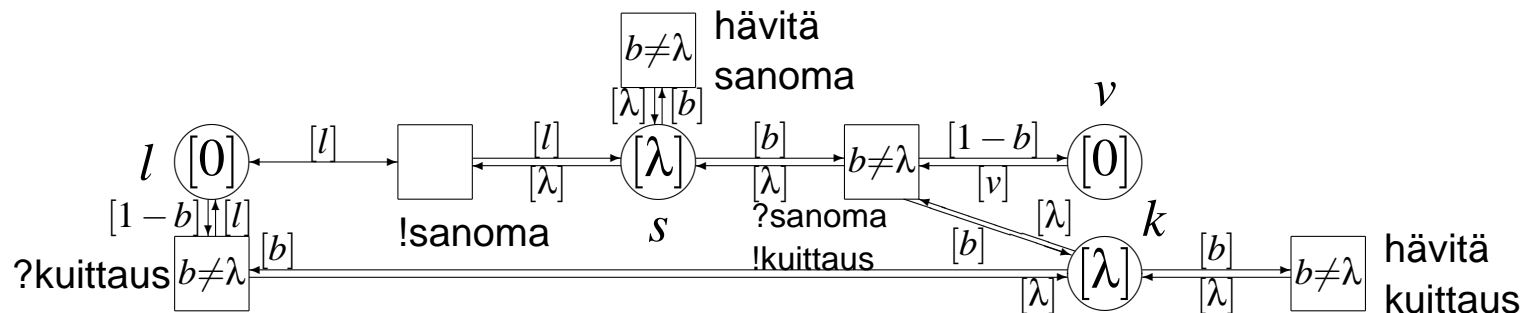 b≠λ
hävitä
sanoma
[λ]
[b]
v
l
[0]
[l]
[l]
[λ]
[λ]
s
[b]
[λ]
b≠λ
[1−b]
[v]
[0]
[1−b]
[l]
!sanoma
?sanoma
!kuittaus
[b]
[λ]
k
?kuittaus
b≠λ
[b]
[λ]
[λ]
[b]
[λ]
b≠λ
hävitä
kuittaus